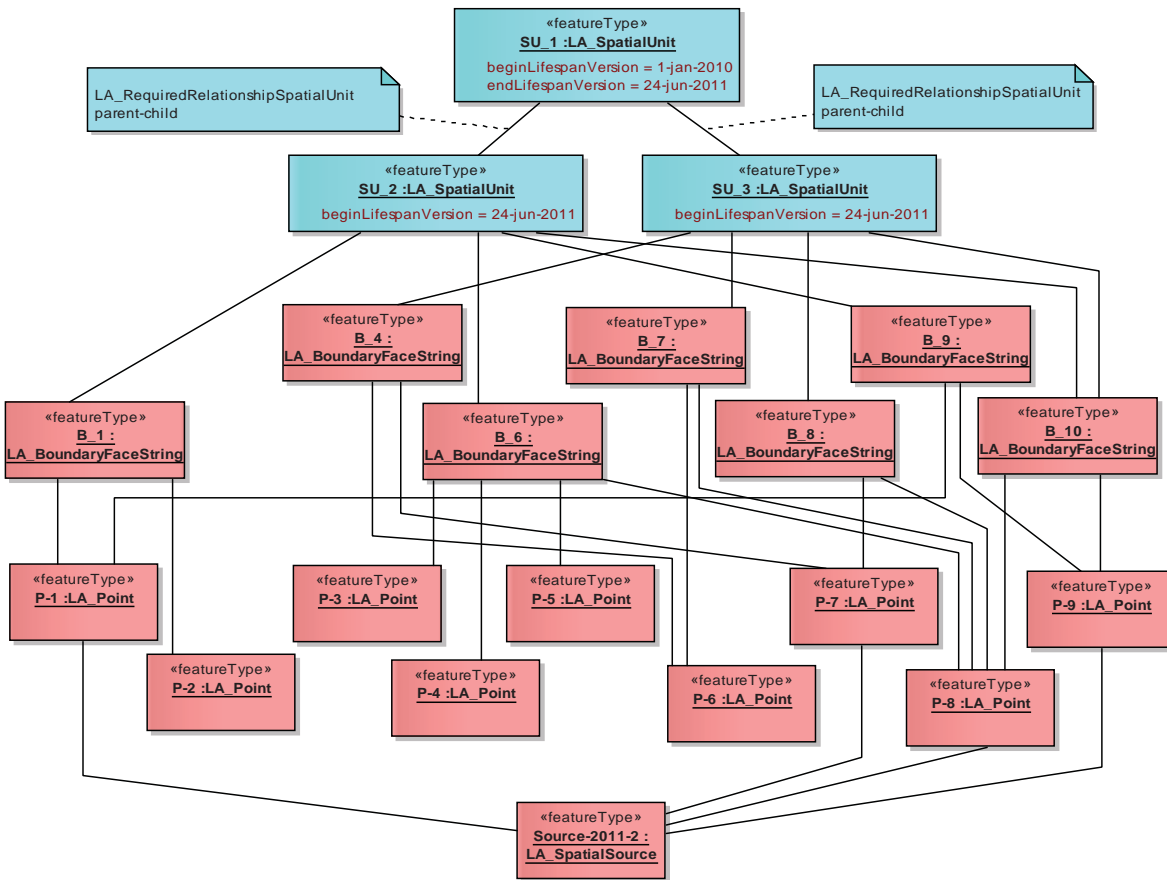 «featureType»
SU_1 :LA_SpatialUnit
beginLifespanVersion = 1-jan-2010
endLifespanVersion = 24-jun-2011
LA_RequiredRelationshipSpatialUnit
parent-child
LA_RequiredRelationshipSpatialUnit
parent-child
«featureType»
SU_2 :LA_SpatialUnit
beginLifespanVersion = 24-jun-2011
«featureType»
SU_3 :LA_SpatialUnit
beginLifespanVersion = 24-jun-2011
«featureType»
B_4 :
LA_BoundaryFaceString
«featureType»
B_7 :
LA_BoundaryFaceString
«featureType»
B_9 :
LA_BoundaryFaceString
«featureType»
B_1 :
LA_BoundaryFaceString
«featureType»
B_6 :
LA_BoundaryFaceString
«featureType»
B_8 :
LA_BoundaryFaceString
«featureType»
B_10 :
LA_BoundaryFaceString
«featureType»
P-1 :LA_Point
«featureType»
P-3 :LA_Point
«featureType»
P-5 :LA_Point
«featureType»
P-7 :LA_Point
«featureType»
P-9 :LA_Point
«featureType»
P-2 :LA_Point
«featureType»
P-4 :LA_Point
«featureType»
P-6 :LA_Point
«featureType»
P-8 :LA_Point
«featureType»
Source-2011-2 :
LA_SpatialSource